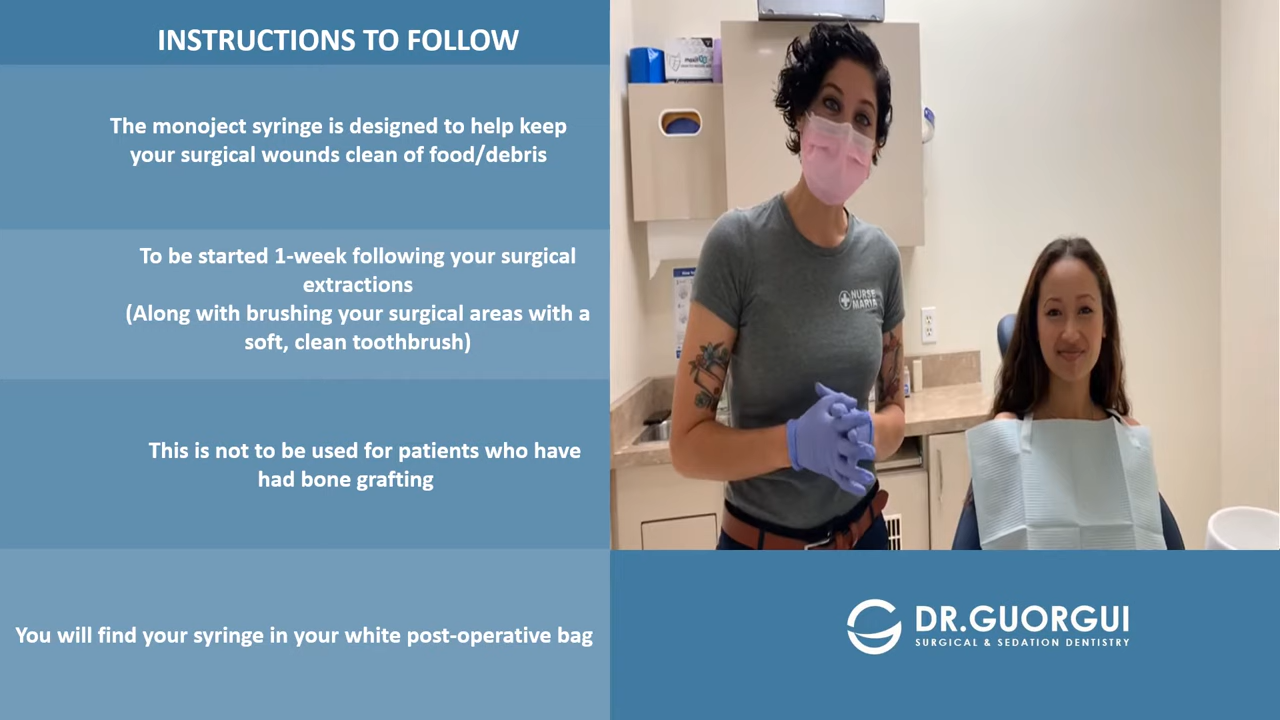 INSTRUCTIONS TO FOLLOW
The monoject syringe is designed to help keep
your surgical wounds clean of food/debris
To be started 1-week following your surgical
extractions
(Along with brushing your surgical areas with a
soft, clean toothbrush)
This is not to be used for patients who have
had bone grafting
You will find your syringe in your white post-operative bag
NURSE
MARIA
DR.GUORGUI
SURGICAL & SEDATION DENTISTRY